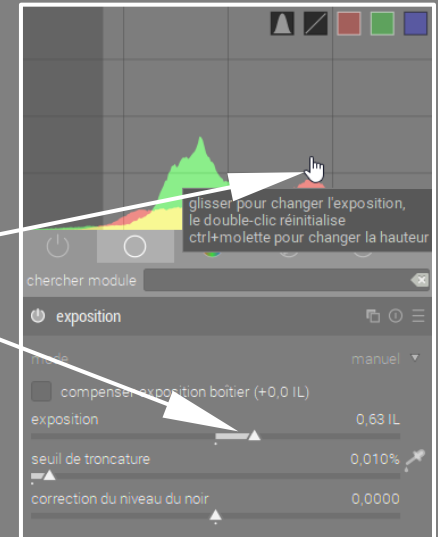 glisser pour changer l'exposition,
le double-clic réinitialise
ctrl+molette pour changer la hauteur
chercher module
exposition
mode manuel
compenser exposition boîtier (+0,0 IL)
exposition 0,63 IL
seuil de troncature 0,010%
correction du niveau du noir 0,0000